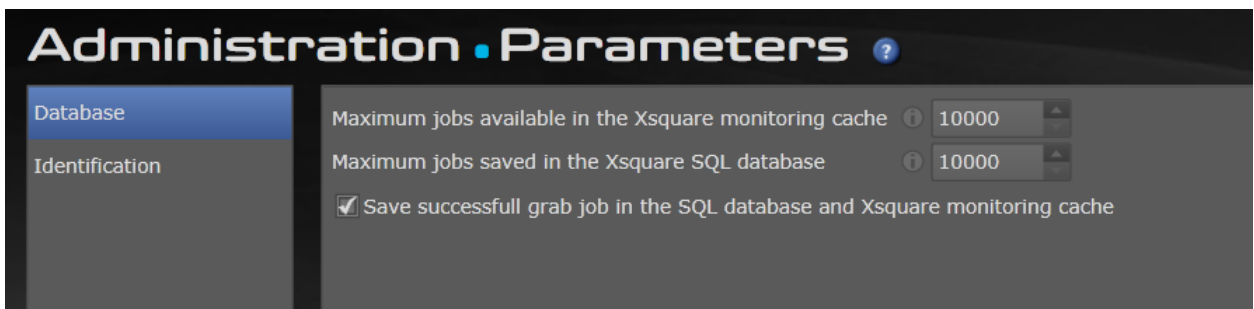 Administration Parameters
Database
Identification
Maximum jobs available in the Xsquare monitoring cache 10000
Maximum jobs saved in the Xsquare SQL database 10000
Save successfull grab job in the SQL database and Xsquare monitoring cache